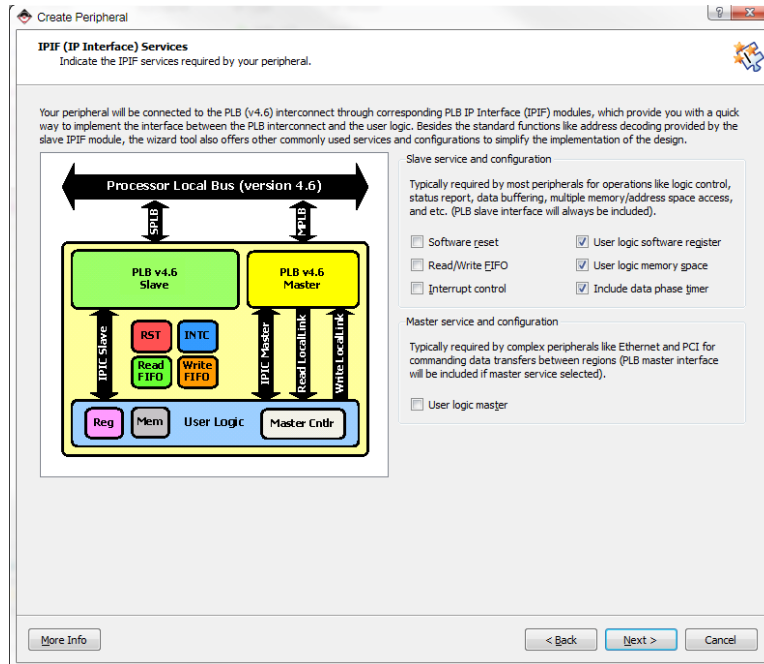 Create Peripheral
IPIF (IP Interface) Services
Indicate the IPIF services required by your peripheral.
Your peripheral will be connected to the PLB (v4.6) interconnect through corresponding PLB IP Interface (IPIF) modules, which provide you with a quick
way to implement the interface between the PLB interconnect and the user logic. Besides the standard functions like address decoding provided by the
slave IPIF module, the wizard tool also offers other commonly used services and configurations to simplify the implementation of the design.
Processor Local Bus (version 4.6)
SPLB
MPLB
PLB v4.6
Slave
PLB v4.6
Master
IPIC Slave
RST
INTC
Read
FIFO
Write
FIFO
IPIC Master
Read LocalLink
Write LocalLink
Reg
Mem
User Logic
Master Cntlr
Slave service and configuration
Typically required by most peripherals for operations like logic control,
status report, data buffering, multiple memory/address space access,
and etc. (PLB slave interface will always be included).
Software reset
User logic software register
Read/Write FIFO
User logic memory space
Interrupt control
Include data phase timer
Master service and configuration
Typically required by complex peripherals like Ethernet and PCI for
commanding data transfers between regions (PLB master interface
will be included if master service selected).
User logic master
More Info
< Back
Next >
Cancel